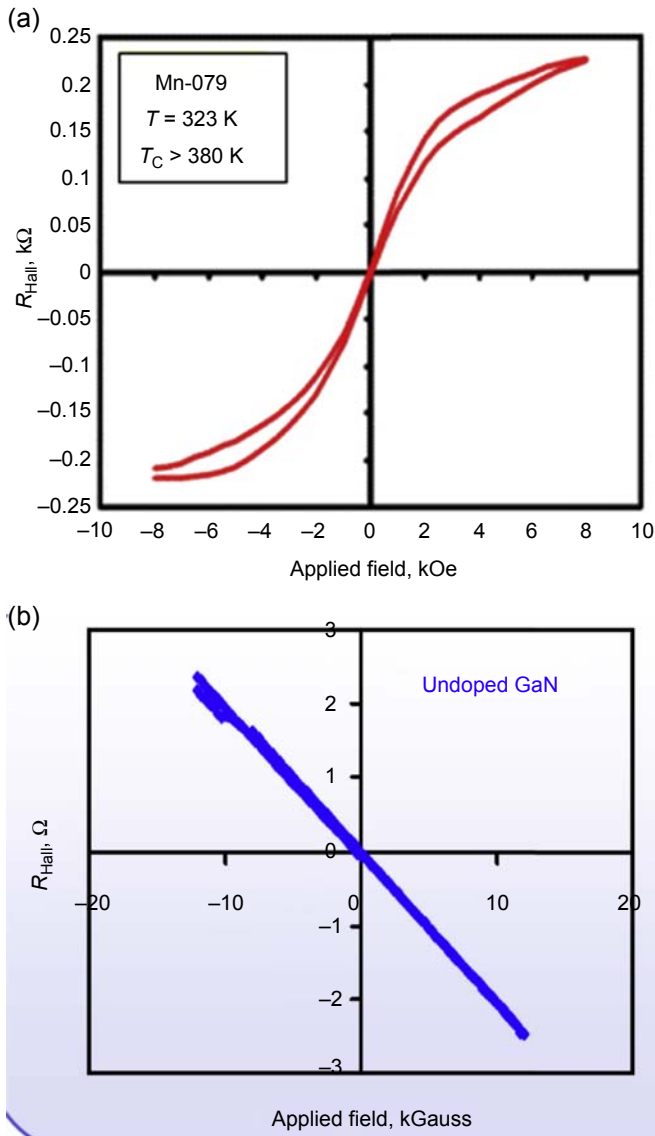 (a)
0.25
0.2
0.15
0.1
0.05
0
–0.05
–0.1
–0.15
–0.2
–0.25
R_Hall, kΩ
Mn-079
T = 323 K
T_C > 380 K
–10 –8 –6 –4 –2 0 2 4 6 8 10
Applied field, kOe
(b)
3
2
1
0
–1
–2
–3
R_Hall, Ω
Undoped GaN
–20 –10 0 10 20
Applied field, kGauss